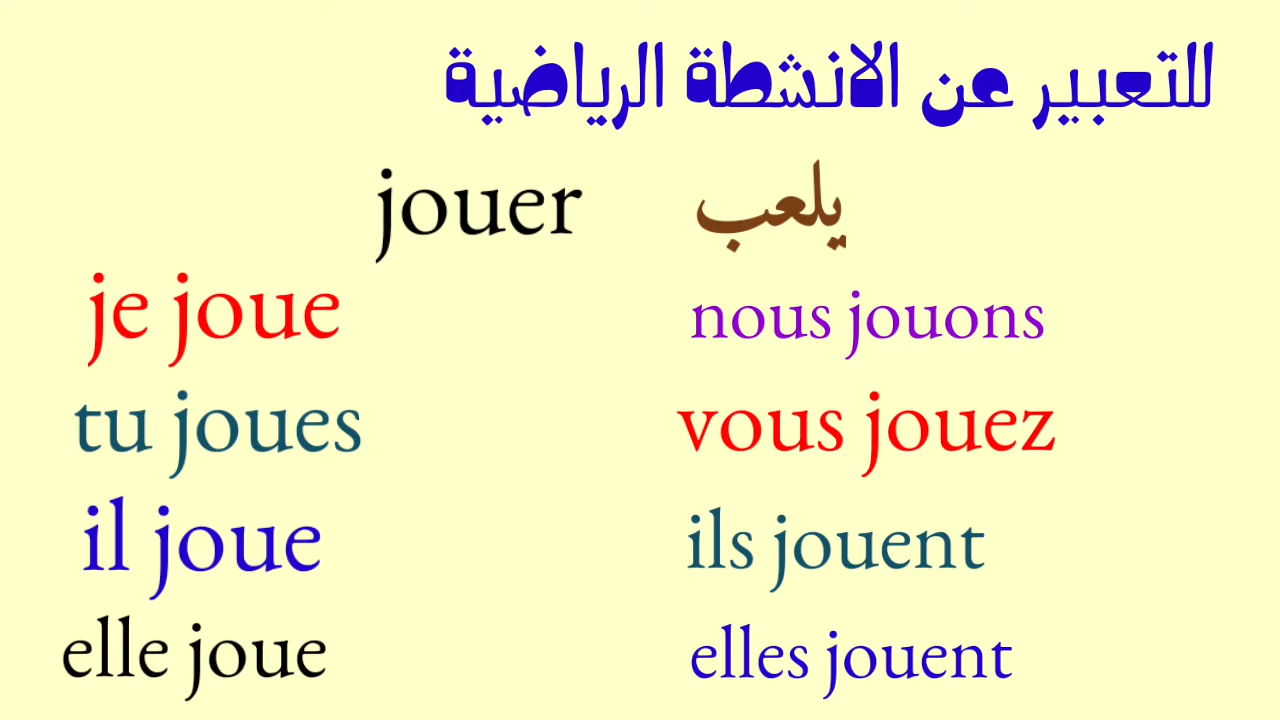 للتعبير عن الانشطة الرياضية
jouer يلعب
je joue nous jouons
tu joues vous jouez
il joue ils jouent
elle joue elles jouent